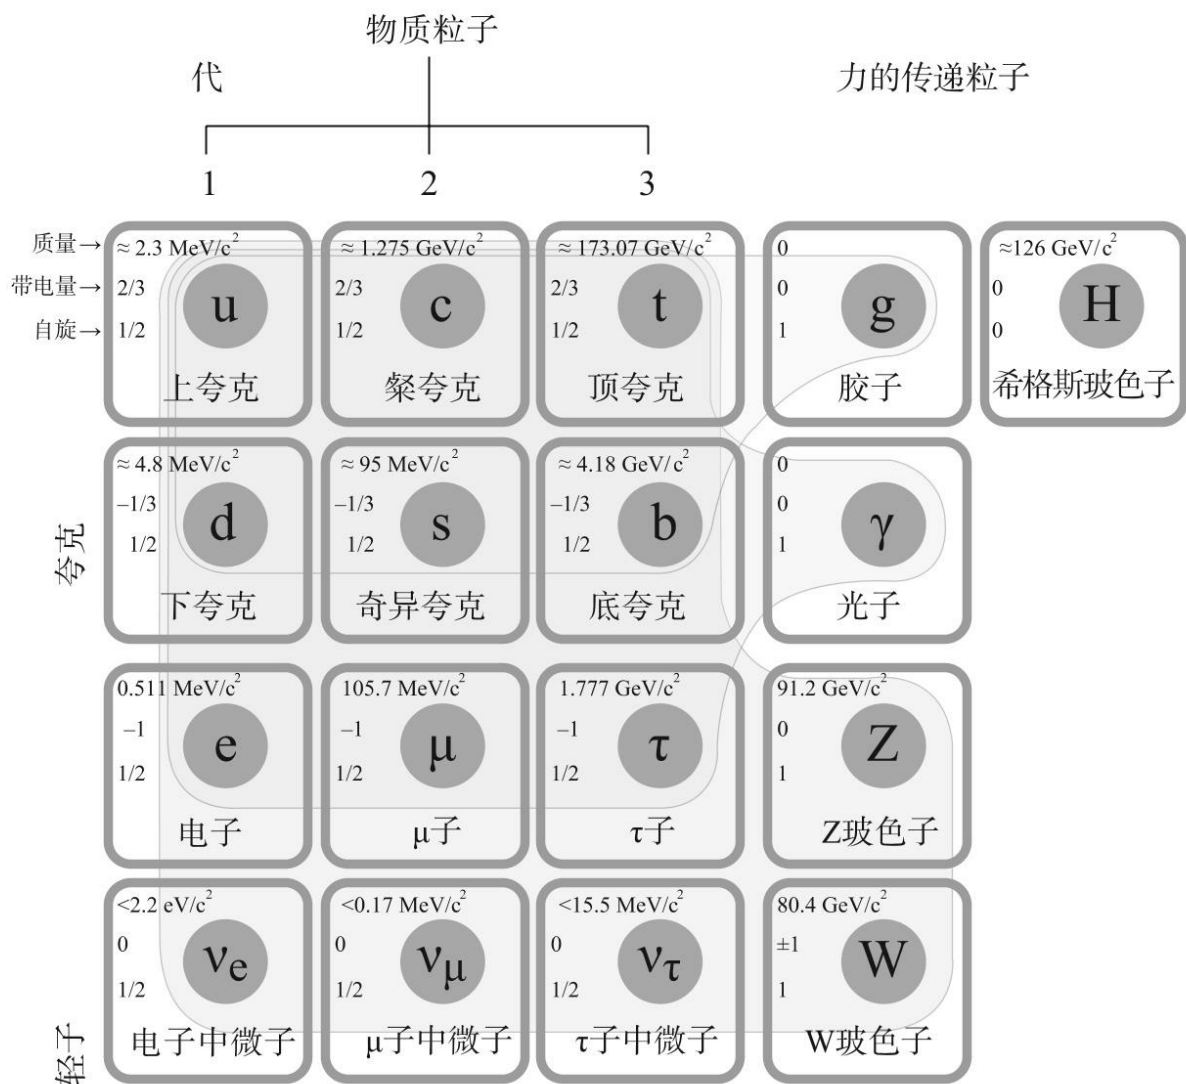 物质粒子
代
力的传递粒子
1
2
3
质量→
带电量→
自旋→
≈ 2.3 MeV/c²
2/3
1/2
u
上夸克
≈ 1.275 GeV/c²
2/3
1/2
c
粲夸克
≈ 173.07 GeV/c²
2/3
1/2
t
顶夸克
0
0
1
g
胶子
≈126 GeV/c²
0
0
H
希格斯玻色子
夸克
≈ 4.8 MeV/c²
–1/3
1/2
d
下夸克
≈ 95 MeV/c²
–1/3
1/2
s
奇异夸克
≈ 4.18 GeV/c²
–1/3
1/2
b
底夸克
0
0
1
γ
光子
0.511 MeV/c²
–1
1/2
e
电子
105.7 MeV/c²
–1
1/2
μ
μ子
1.777 GeV/c²
–1
1/2
τ
τ子
91.2 GeV/c²
0
1
Z
Z玻色子
轻子
<2.2 eV/c²
0
1/2
νe
电子中微子
<0.17 MeV/c²
0
1/2
νμ
μ子中微子
<15.5 MeV/c²
0
1/2
ντ
τ子中微子
80.4 GeV/c²
±1
1
W
W玻色子